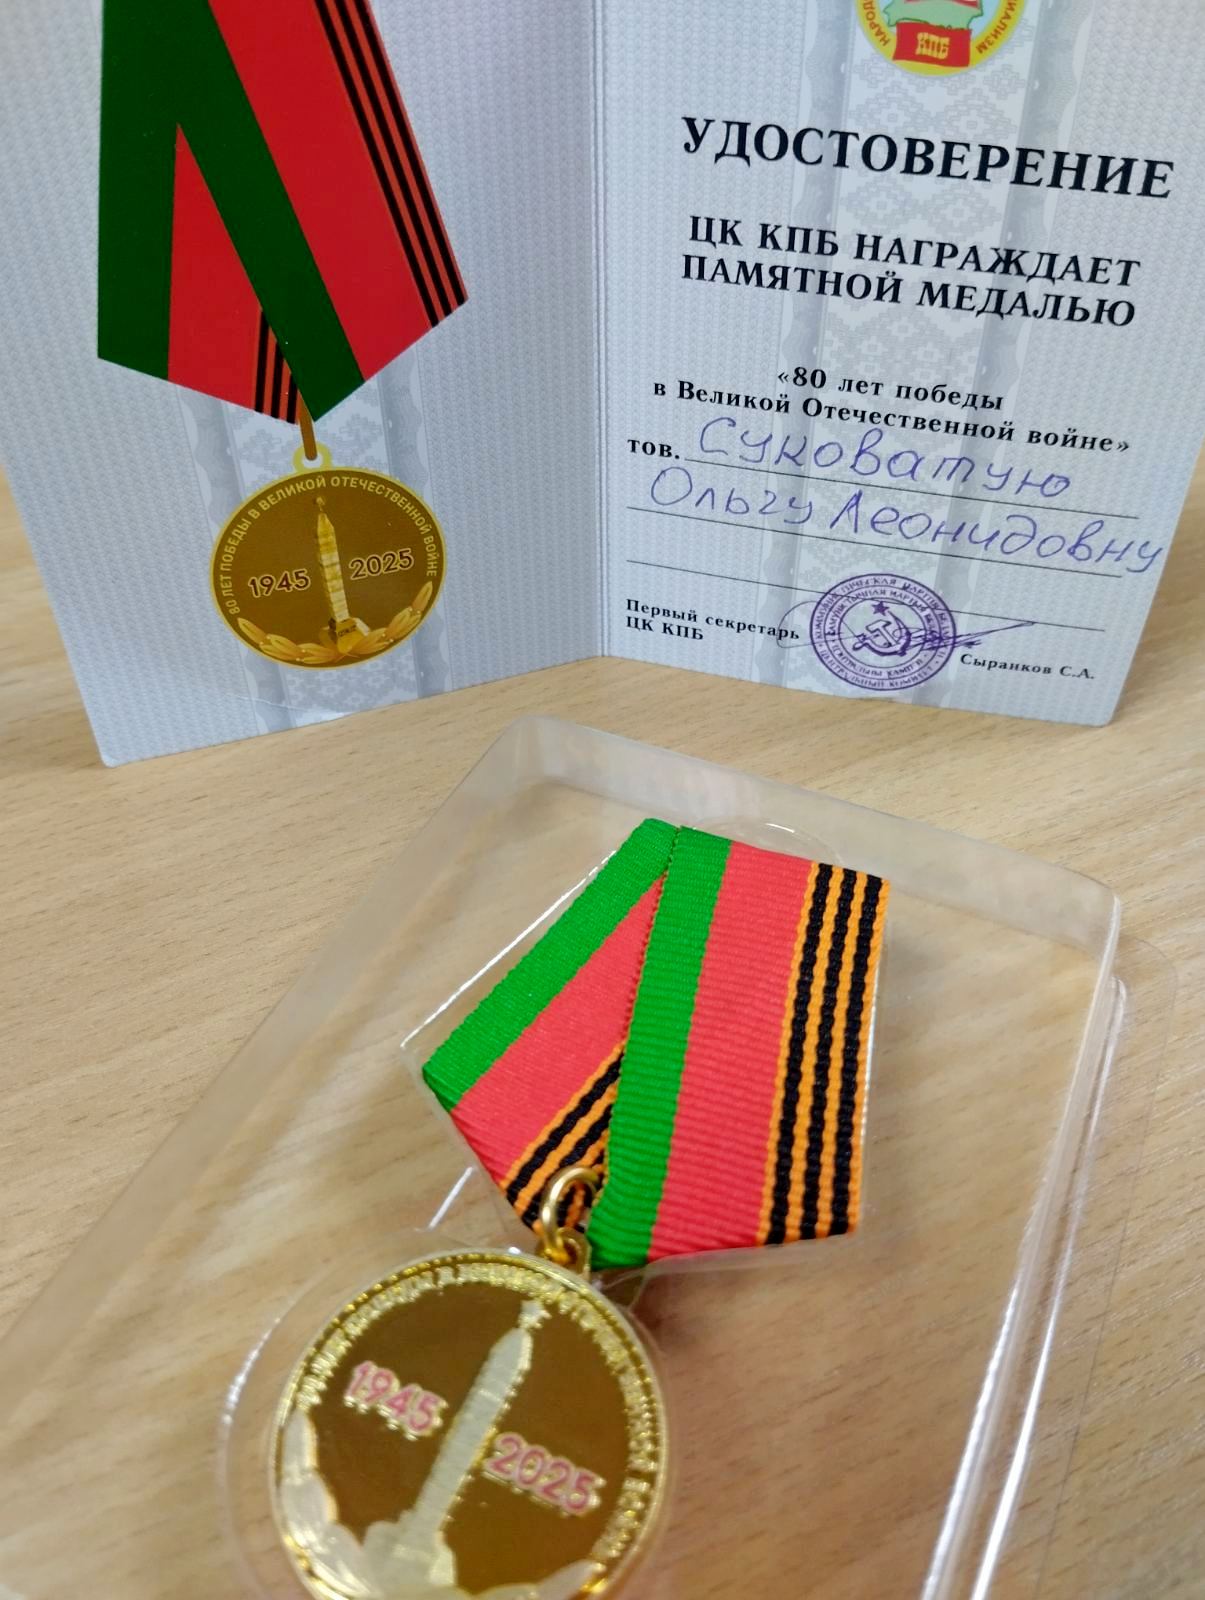 80 ЛЕТ ПОБЕДЫ В ВЕЛИКОЙ ОТЕЧЕСТВЕННОЙ ВОЙНЕ
1945 2025
КПБ
УДОСТОВЕРЕНИЕ
ЦК КПБ НАГРАЖДАЕТ
ПАМЯТНОЙ МЕДАЛЬЮ
«80 лет победы
в Великой Отечественной войне»
тов. Суковатую
Ольгу Леонидовну
Первый секретарь
ЦК КПБ
Сыранков С.А.
1945
2025